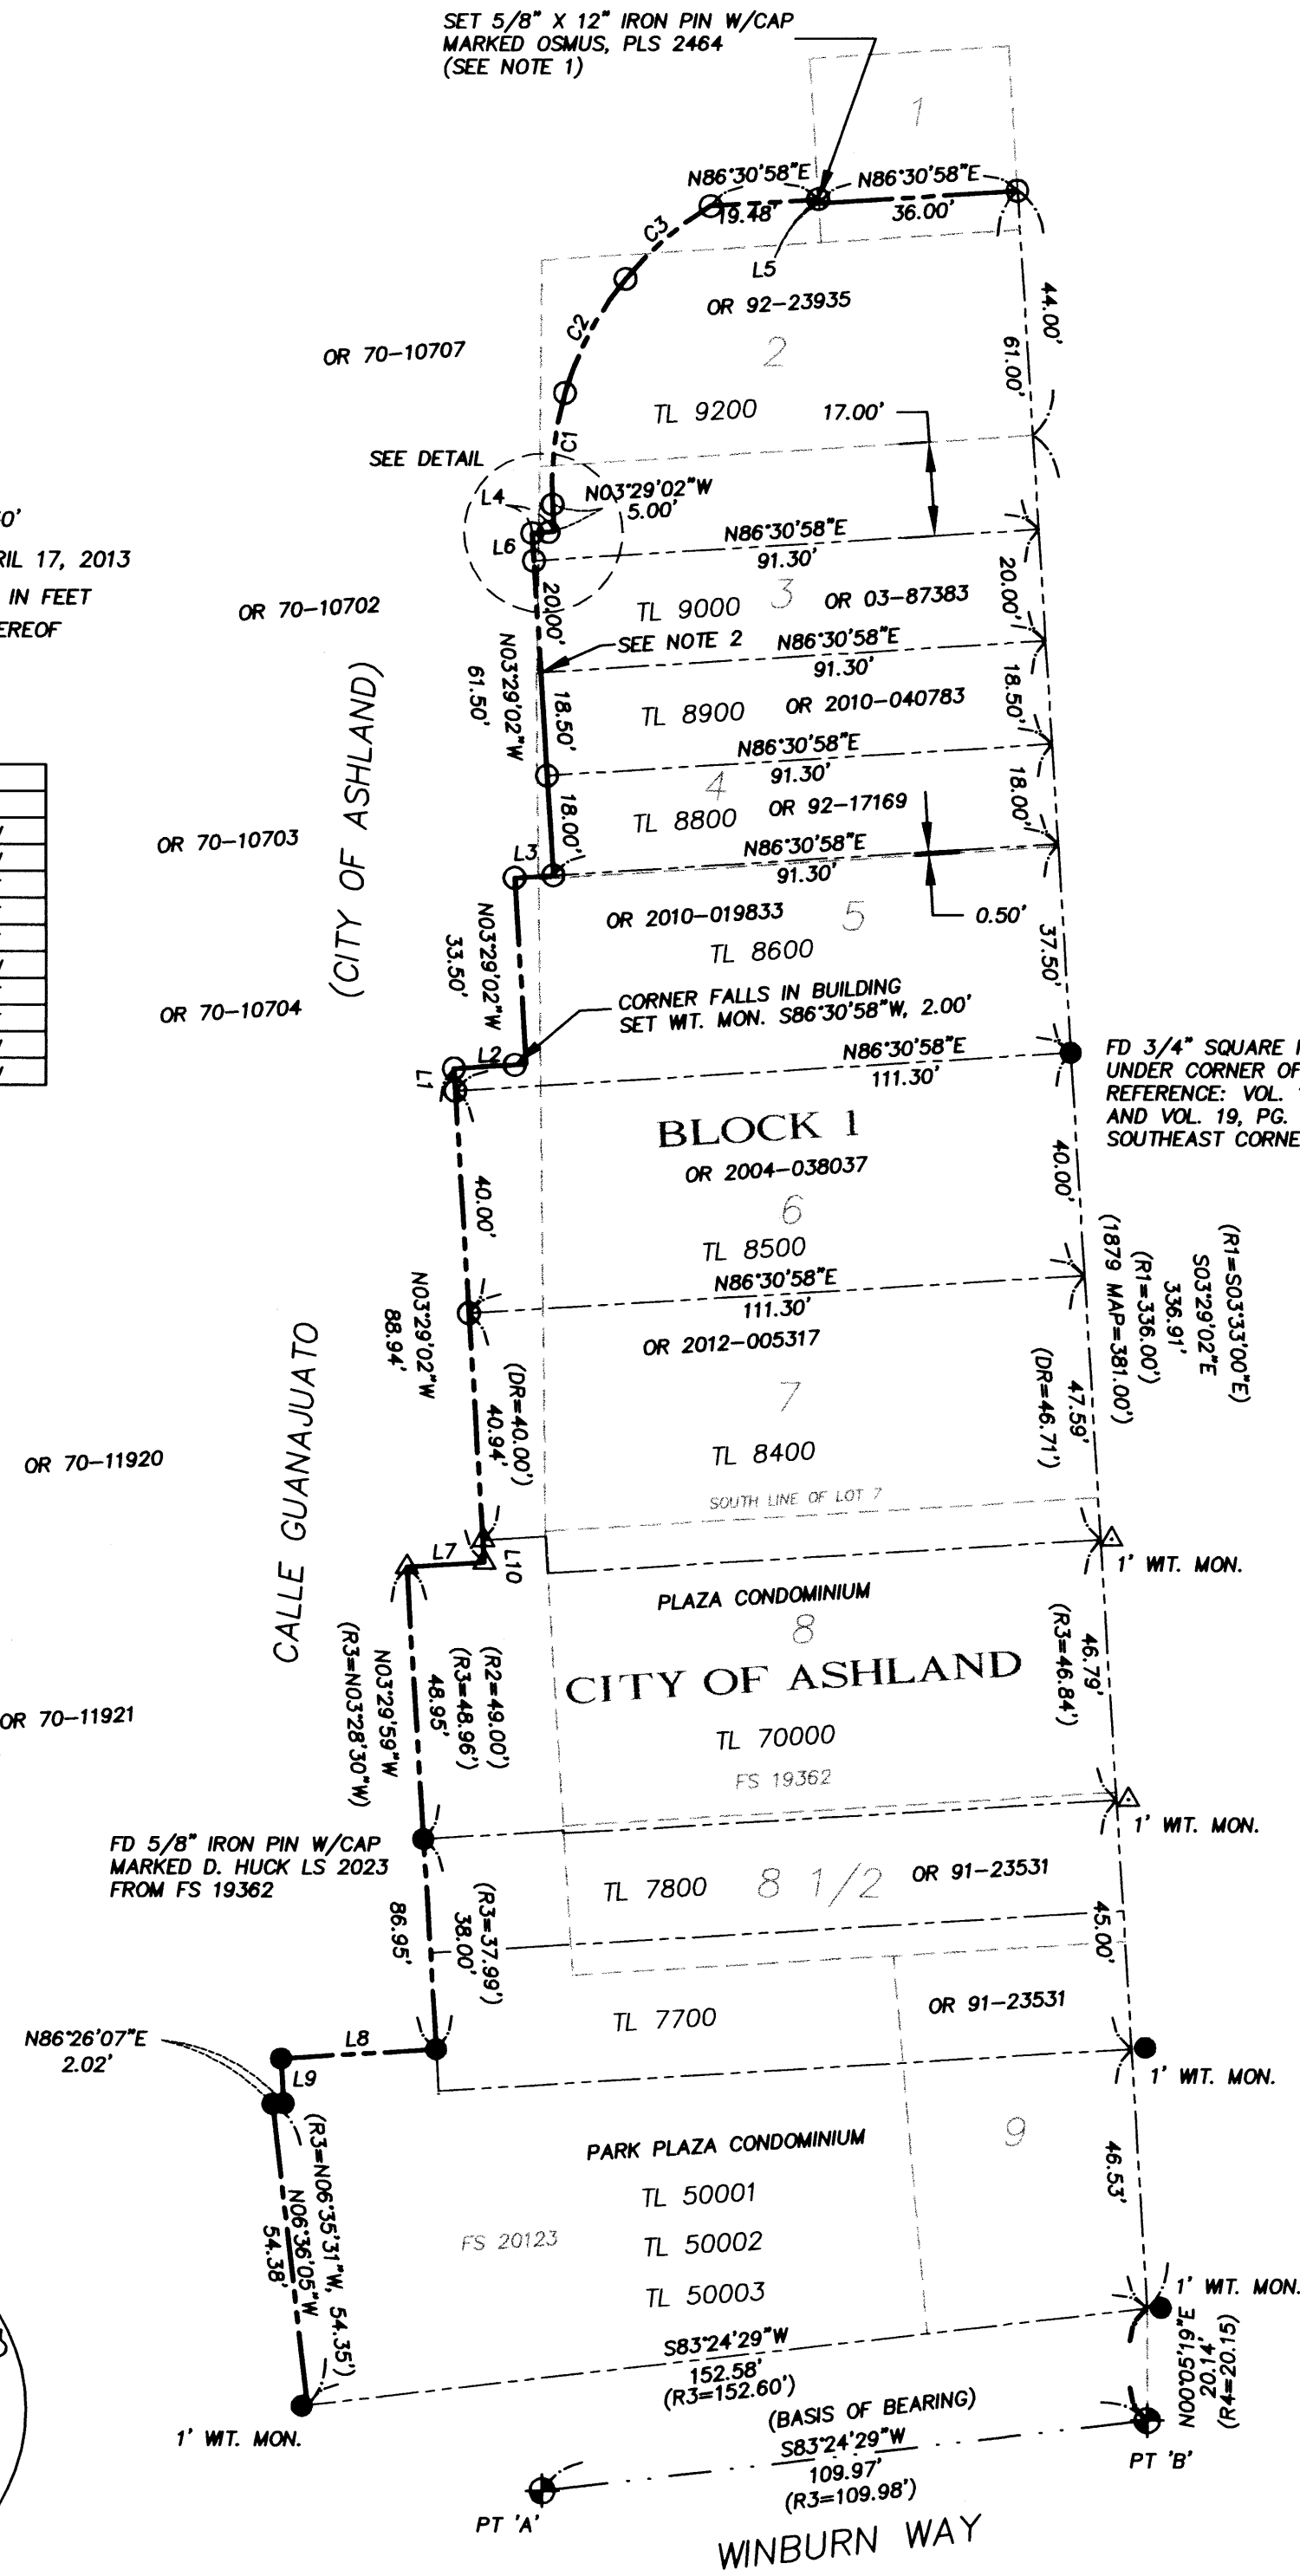 SET 5/8" X 12" IRON PIN W/CAP
MARKED OSMUS, PLS 2464
(SEE NOTE 1)
1
N86°30'58"E
N86°30'58"E
19.48'
36.00'
C3
L5
OR 92-23935
44.00'
C2
OR 70-10707
2
61.00'
TL 9200
17.00'
C1
SEE DETAIL
L4
N03°29'02"W
5.00'
N86°30'58"E
91.30'
L6
RIL 17, 2013
IN FEET
EREOF
OR 70-10702
20.00'
TL 9000
3
OR 03-87383
20.00'
SEE NOTE 2
N86°30'58"E
91.30'
N03°29'02"W
61.50'
18.50'
TL 8900
OR 2010-040783
18.50'
N86°30'58"E
91.30'
(CITY OF ASHLAND)
4
TL 8800
OR 92-17169
18.00'
18.00'
OR 70-10703
L3
N86°30'58"E
91.30'
0.50'
OR 2010-019833
5
TL 8600
N03°29'02"W
33.50'
37.50'
OR 70-10704
CORNER FALLS IN BUILDING
SET WIT. MON. S86°30'58"W, 2.00'
L2
L1
N86°30'58"E
111.30'
FD 3/4" SQUARE
UNDER CORNER OF
REFERENCE: VOL.
AND VOL. 19, PG.
SOUTHEAST CORNE
BLOCK 1
OR 2004-038037
40.00'
40.00'
6
TL 8500
N86°30'58"E
111.30'
(R1=S03°33'00"E)
S03°29'02"E
336.91'
(R1=336.00')
(1879 MAP=381.00')
N03°29'02"W
88.94'
OR 2012-005317
7
(DR=40.00')
40.94'
47.59'
(DR=46.71')
CALLE GUANAJUATO
OR 70-11920
TL 8400
SOUTH LINE OF LOT 7
L7
L10
1' WIT. MON.
PLAZA CONDOMINIUM
8
CITY OF ASHLAND
46.79'
(R3=46.84')
(R2=49.00')
(R3=48.96')
48.95'
N03°29'59"W
(R3=N03°28'30"W)
OR 70-11921
TL 70000
FS 19362
1' WIT. MON.
FD 5/8" IRON PIN W/CAP
MARKED D. HUCK LS 2023
FROM FS 19362
TL 7800
8 1/2
OR 91-23531
(R3=37.99')
38.00'
86.95'
45.00'
TL 7700
OR 91-23531
N86°26'07"E
2.02'
L8
L9
1' WIT. MON.
(R3=N06°35'31"W, 54.35')
N06°36'05"W
54.38'
PARK PLAZA CONDOMINIUM
9
46.53'
TL 50001
FS 20123
TL 50002
TL 50003
1' WIT. MON.
S83°24'29"W
152.58'
(R3=152.60')
N00°05'19"E
20.14'
(R4=20.15)
1' WIT. MON.
(BASIS OF BEARING)
S83°24'29"W
109.97'
(R3=109.98')
PT 'B'
PT 'A'
WINBURN WAY